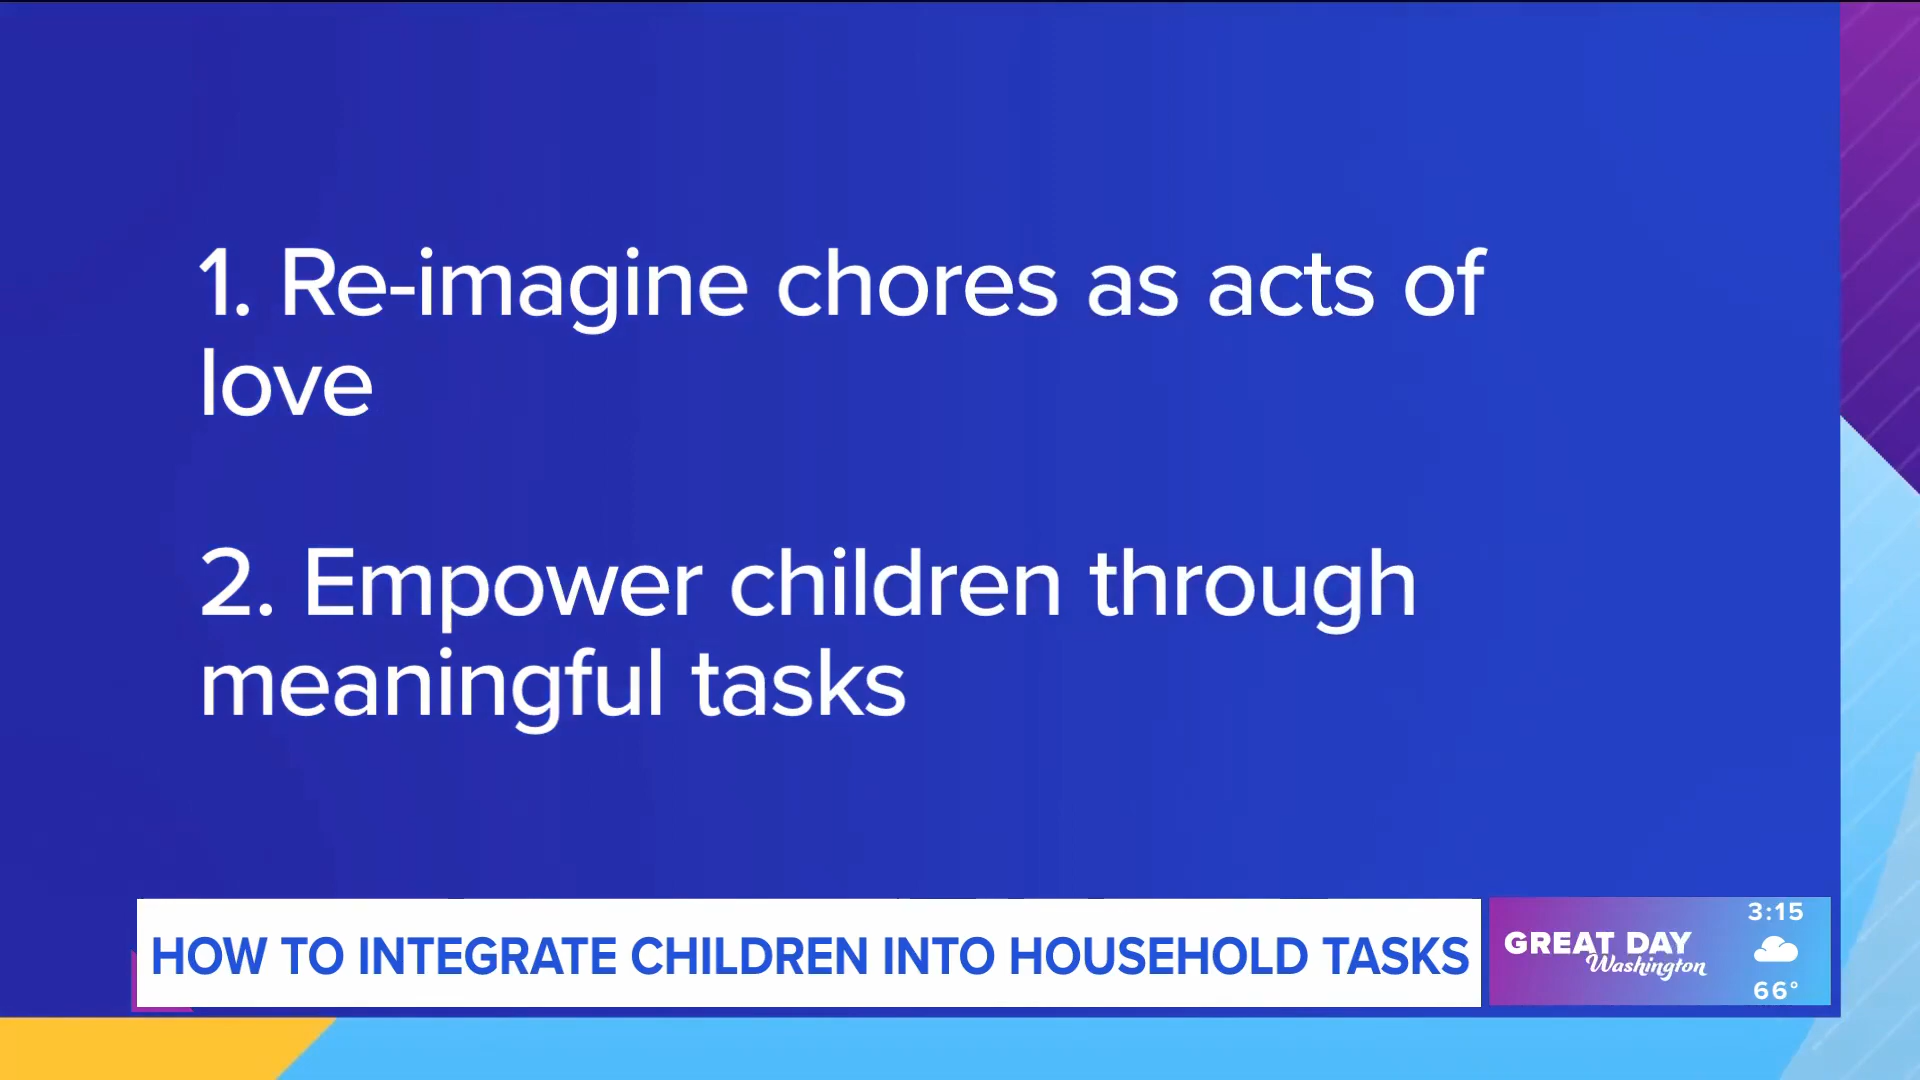 1. Re-imagine chores as acts of
love
2. Empower children through
meaningful tasks
HOW TO INTEGRATE CHILDREN INTO HOUSEHOLD TASKS
GREAT DAY
Washington
3:15
66°